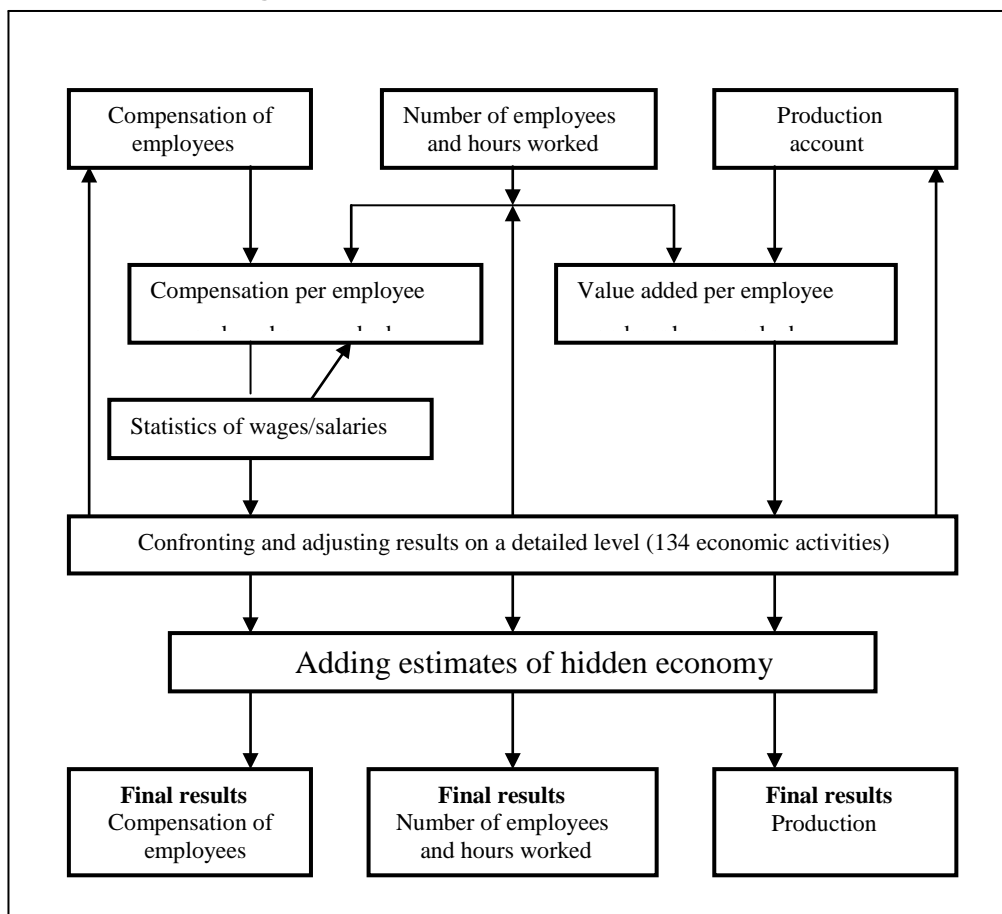 Compensation of
employees
Number of employees
and hours worked
Production
account
Compensation per employee
Value added per employee
Statistics of wages/salaries
Confronting and adjusting results on a detailed level (134 economic activities)
Adding estimates of hidden economy
Final results
Compensation of
employees
Final results
Number of employees
and hours worked
Final results
Production